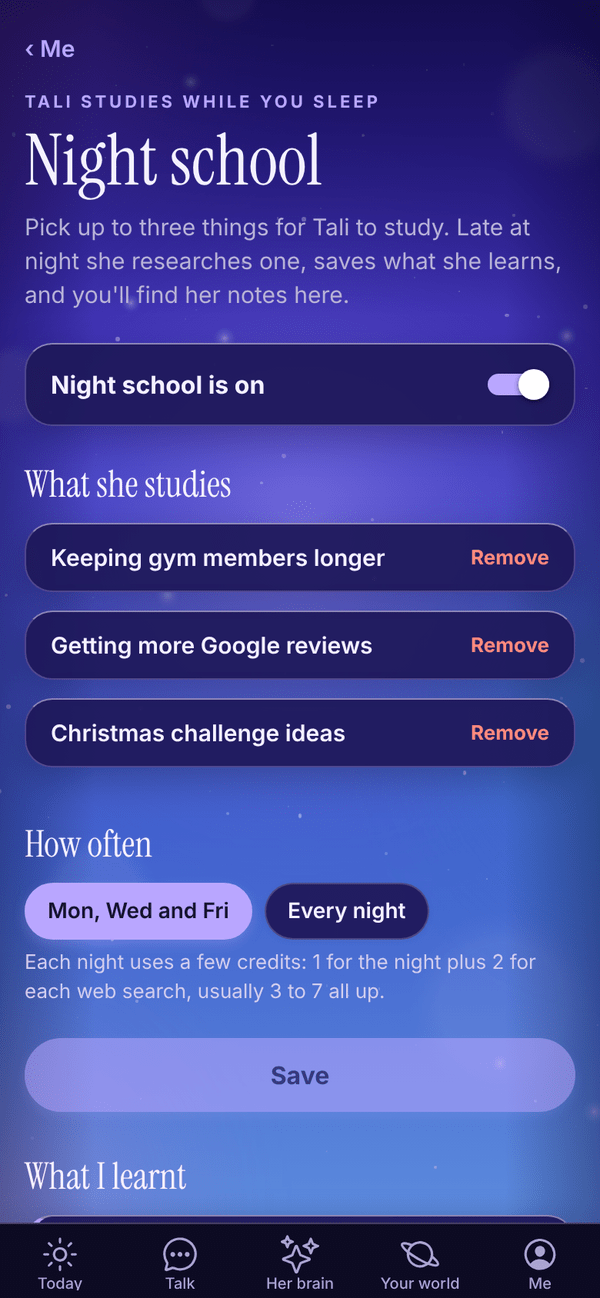 ‹ Me
TALI STUDIES WHILE YOU SLEEP
Night school
Pick up to three things for Tali to study. Late at
night she researches one, saves what she learns,
and you'll find her notes here.
Night school is on
What she studies
Keeping gym members longer
Remove
Getting more Google reviews
Remove
Christmas challenge ideas
Remove
How often
Mon, Wed and Fri
Every night
Each night uses a few credits: 1 for the night plus 2 for
each web search, usually 3 to 7 all up.
Save
What I learnt
Today
Talk
Her brain
Your world
Me